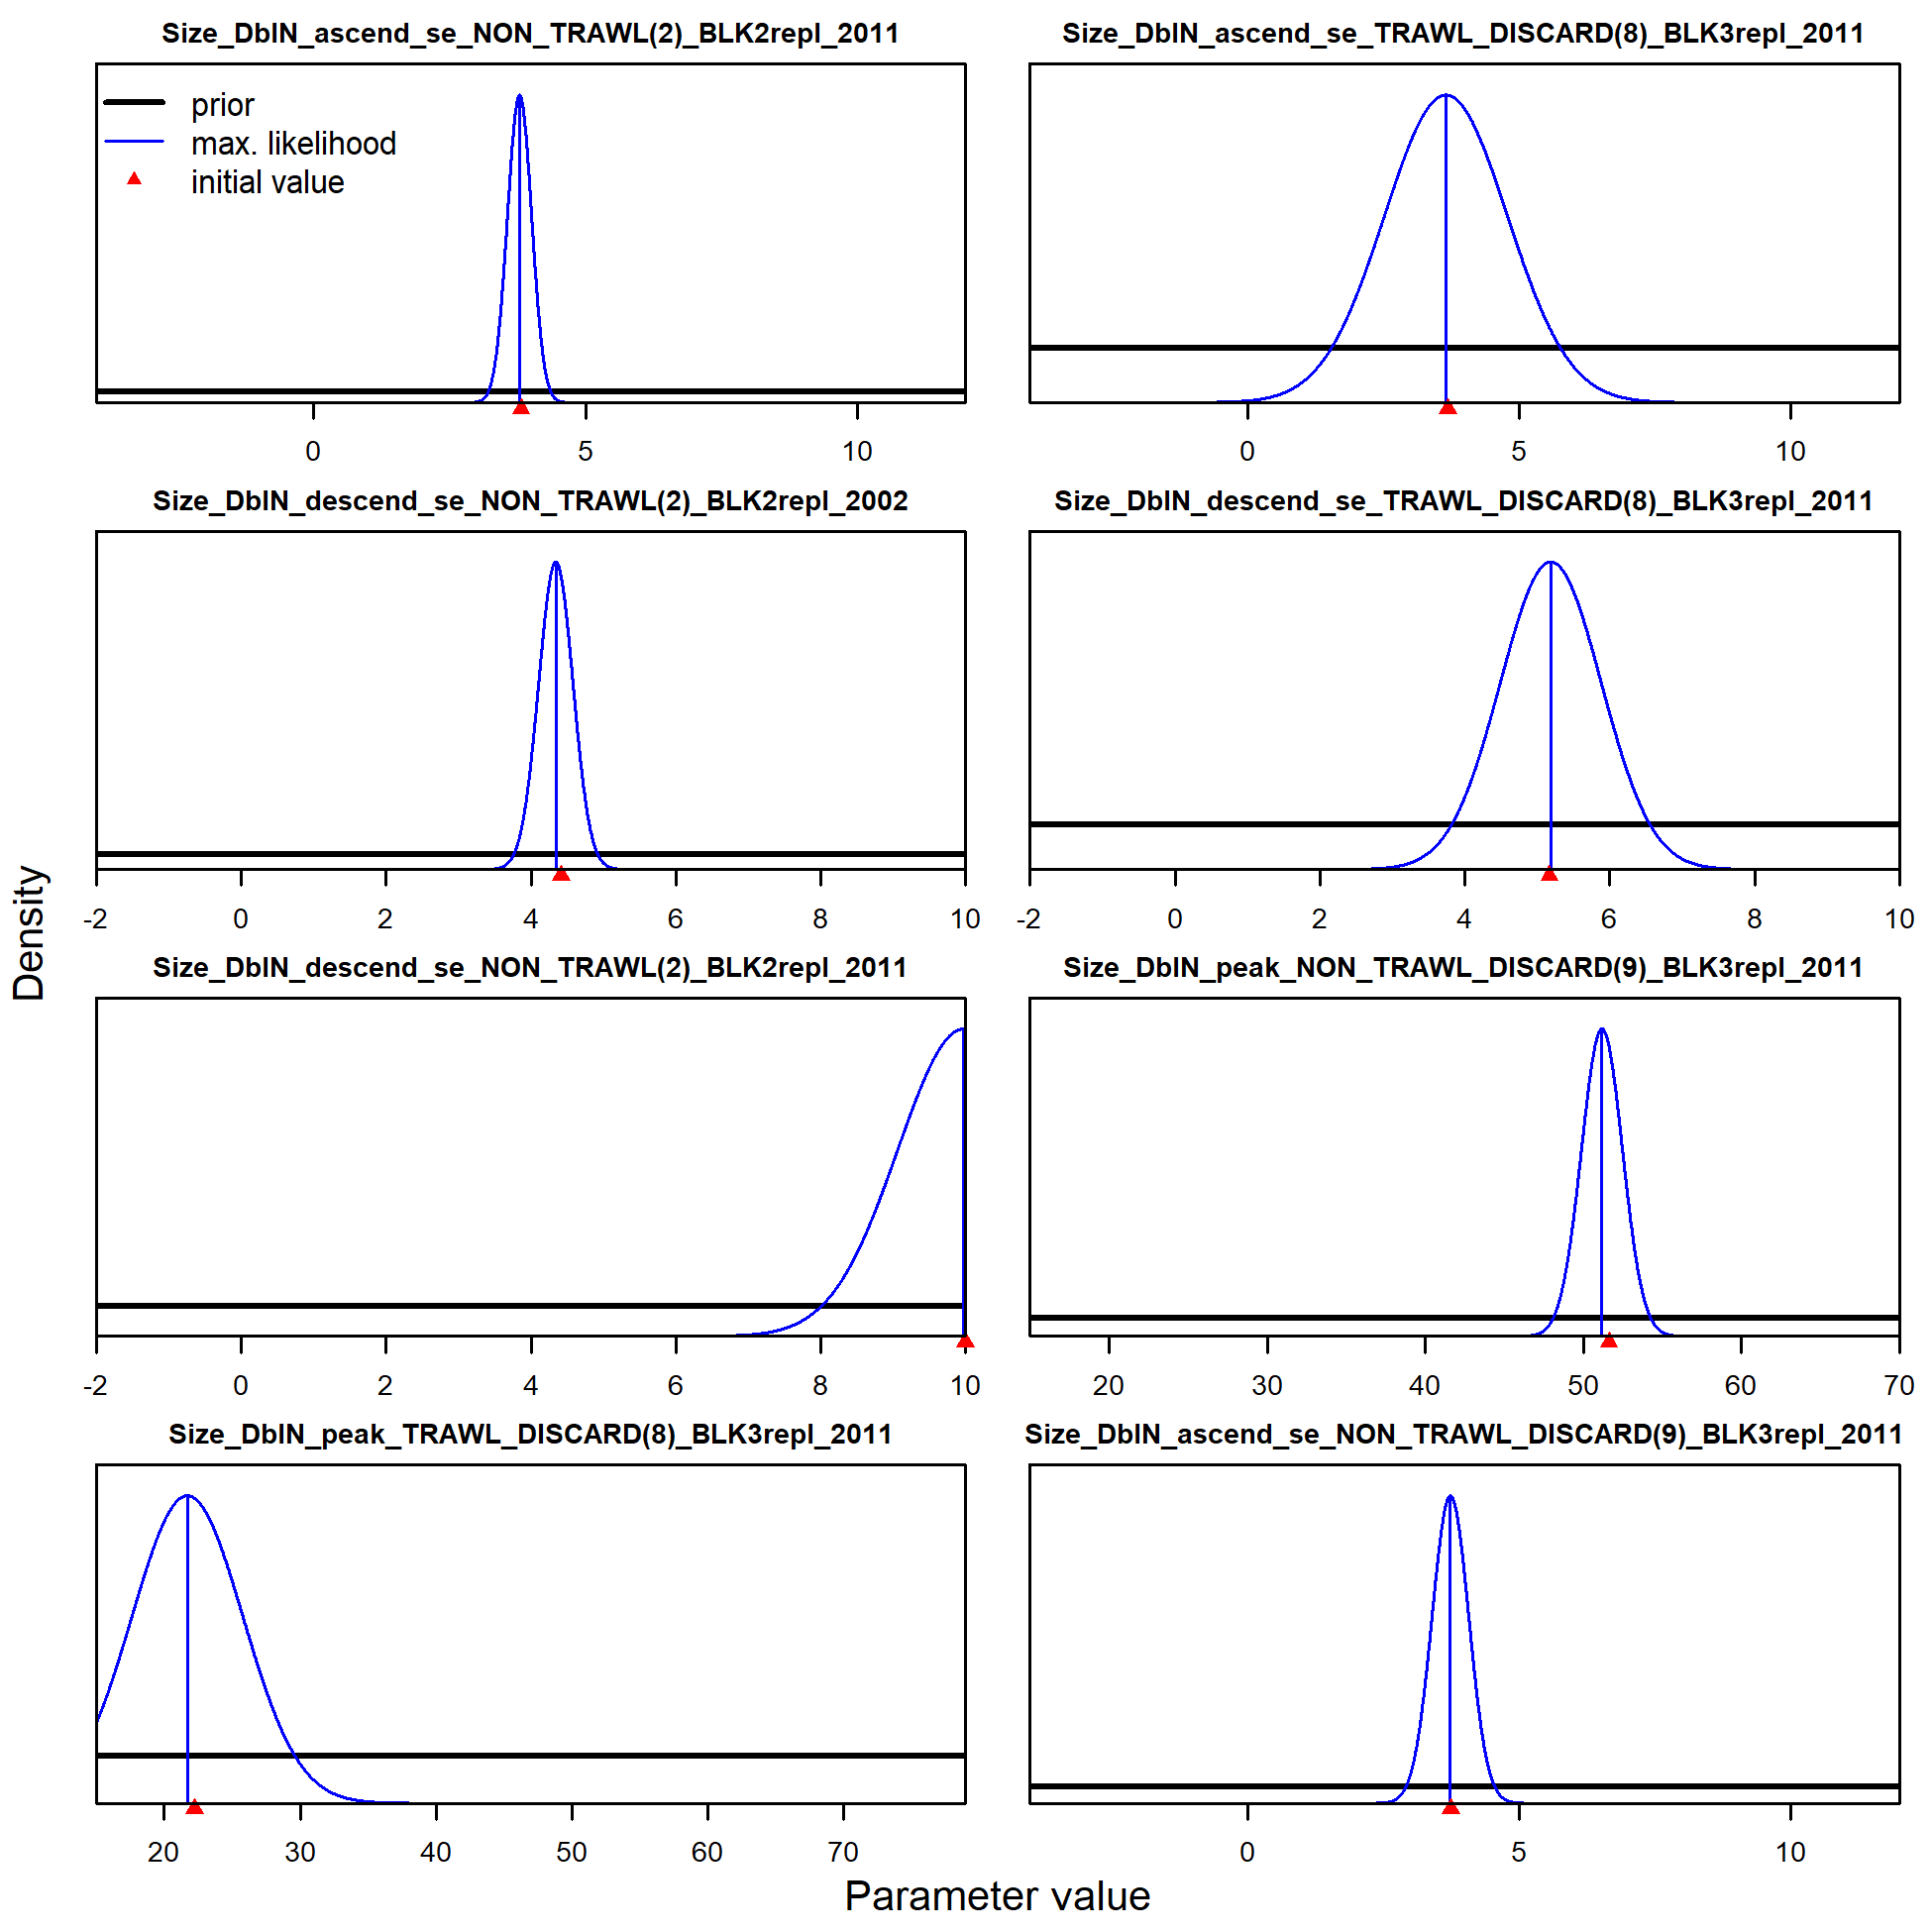 Size_DblN_ascend_se_NON_TRAWL(2)_BLK2repl_2011
prior
max. likelihood
initial value
0 5 10
Size_DblN_ascend_se_TRAWL_DISCARD(8)_BLK3repl_2011
0 5 10
Size_DblN_descend_se_NON_TRAWL(2)_BLK2repl_2002
-2 0 2 4 6 8 10
Size_DblN_descend_se_TRAWL_DISCARD(8)_BLK3repl_2011
-2 0 2 4 6 8 10
Density
Size_DblN_descend_se_NON_TRAWL(2)_BLK2repl_2011
-2 0 2 4 6 8 10
Size_DblN_peak_NON_TRAWL_DISCARD(9)_BLK3repl_2011
20 30 40 50 60 70
Size_DblN_peak_TRAWL_DISCARD(8)_BLK3repl_2011
20 30 40 50 60 70
Size_DblN_ascend_se_NON_TRAWL_DISCARD(9)_BLK3repl_2011
0 5 10
Parameter value